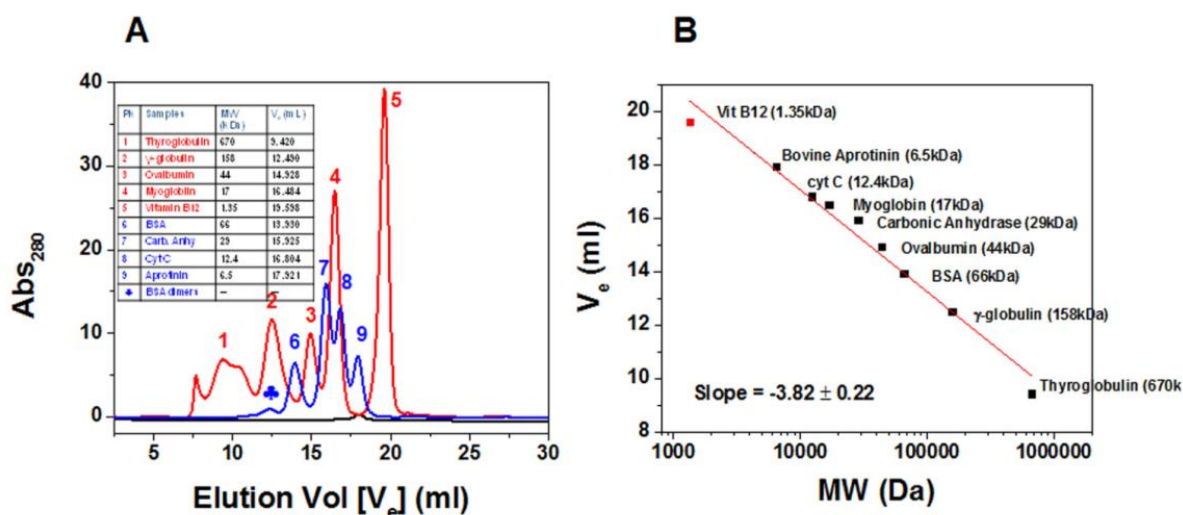 A
B
40
30
20
10
0
Abs280
Pk Samples MW (kDa) Ve (mL)
1 Thyroglobulin 670 9.420
2 γ-globulin 158 12.490
3 Ovalbumin 44 14.928
4 Myoglobin 17 16.484
5 Vitamin B12 1.35 19.598
6 BSA 66 13.930
7 Carb. Anhy 29 15.925
8 CytC 12.4 16.804
9 Aprotinin 6.5 17.921
♣ BSA dimers – –
1
2
3
4
5
6
7
8
9
♣
5 10 15 20 25 30
Elution Vol [Ve] (ml)
20
18
16
14
12
10
8
Ve (ml)
Vit B12 (1.35kDa)
Bovine Aprotinin (6.5kDa)
cyt C (12.4kDa)
Myoglobin (17kDa)
Carbonic Anhydrase (29kDa)
Ovalbumin (44kDa)
BSA (66kDa)
γ-globulin (158kDa)
Thyroglobulin (670k
Slope = -3.82 ± 0.22
1000 10000 100000 1000000
MW (Da)